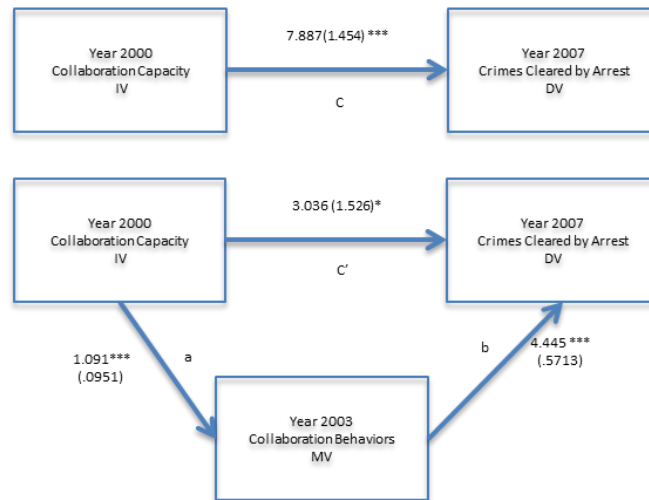 Year 2000
Collaboration Capacity
IV
7.887(1.454) ***
C
Year 2007
Crimes Cleared by Arrest
DV
Year 2000
Collaboration Capacity
IV
3.036 (1.526)*
C’
Year 2007
Crimes Cleared by Arrest
DV
1.091***
(.0951)
a
b
4.445 ***
(.5713)
Year 2003
Collaboration Behaviors
MV